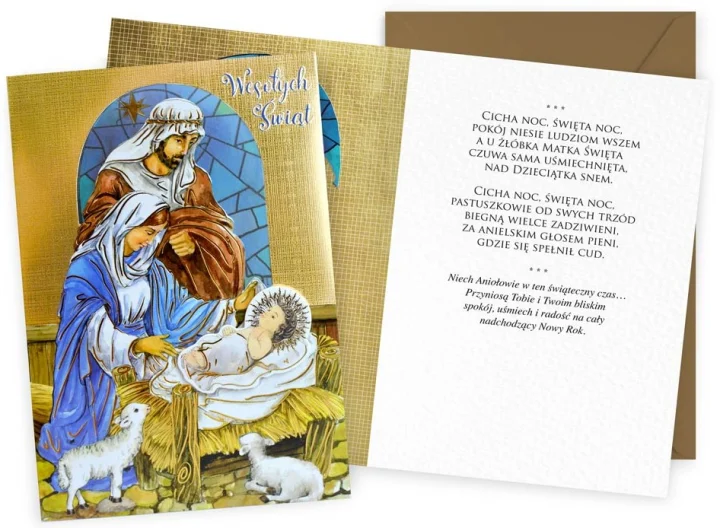 Wesołych
Świąt
***
CICHA NOC, ŚWIĘTA NOC,
POKÓJ NIESIE LUDZIOM WSZEM
A U ŻŁÓBKA MATKA ŚWIĘTA
CZUWA SAMA UŚMIECHNIĘTA,
NAD DZIECIĄTKA SNEM.
CICHA NOC, ŚWIĘTA NOC,
PASTUSZKOWIE OD SWYCH TRZÓD
BIEGNĄ WIELCE ZADZIWIENI,
ZA ANIELSKIM GŁOSEM PIENI,
GDZIE SIĘ SPEŁNIŁ CUD.
***
Niech Aniołowie w ten świąteczny czas...
Przyniosą Tobie i Twoim bliskim
spokój, uśmiech i radość na cały
nadchodzący Nowy Rok.